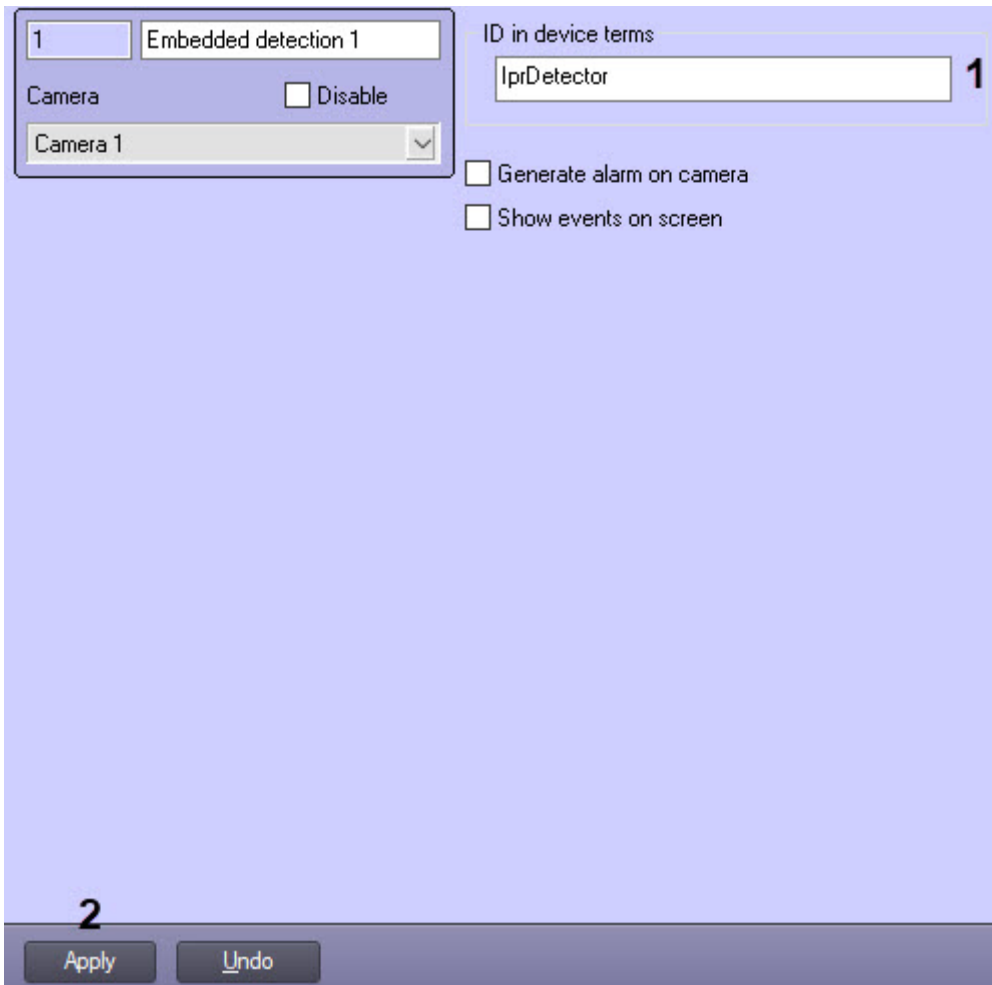 1
Embedded detection 1
Camera
Disable
Camera 1
ID in device terms
lprDetector
1
Generate alarm on camera
Show events on screen
2
Apply
Undo